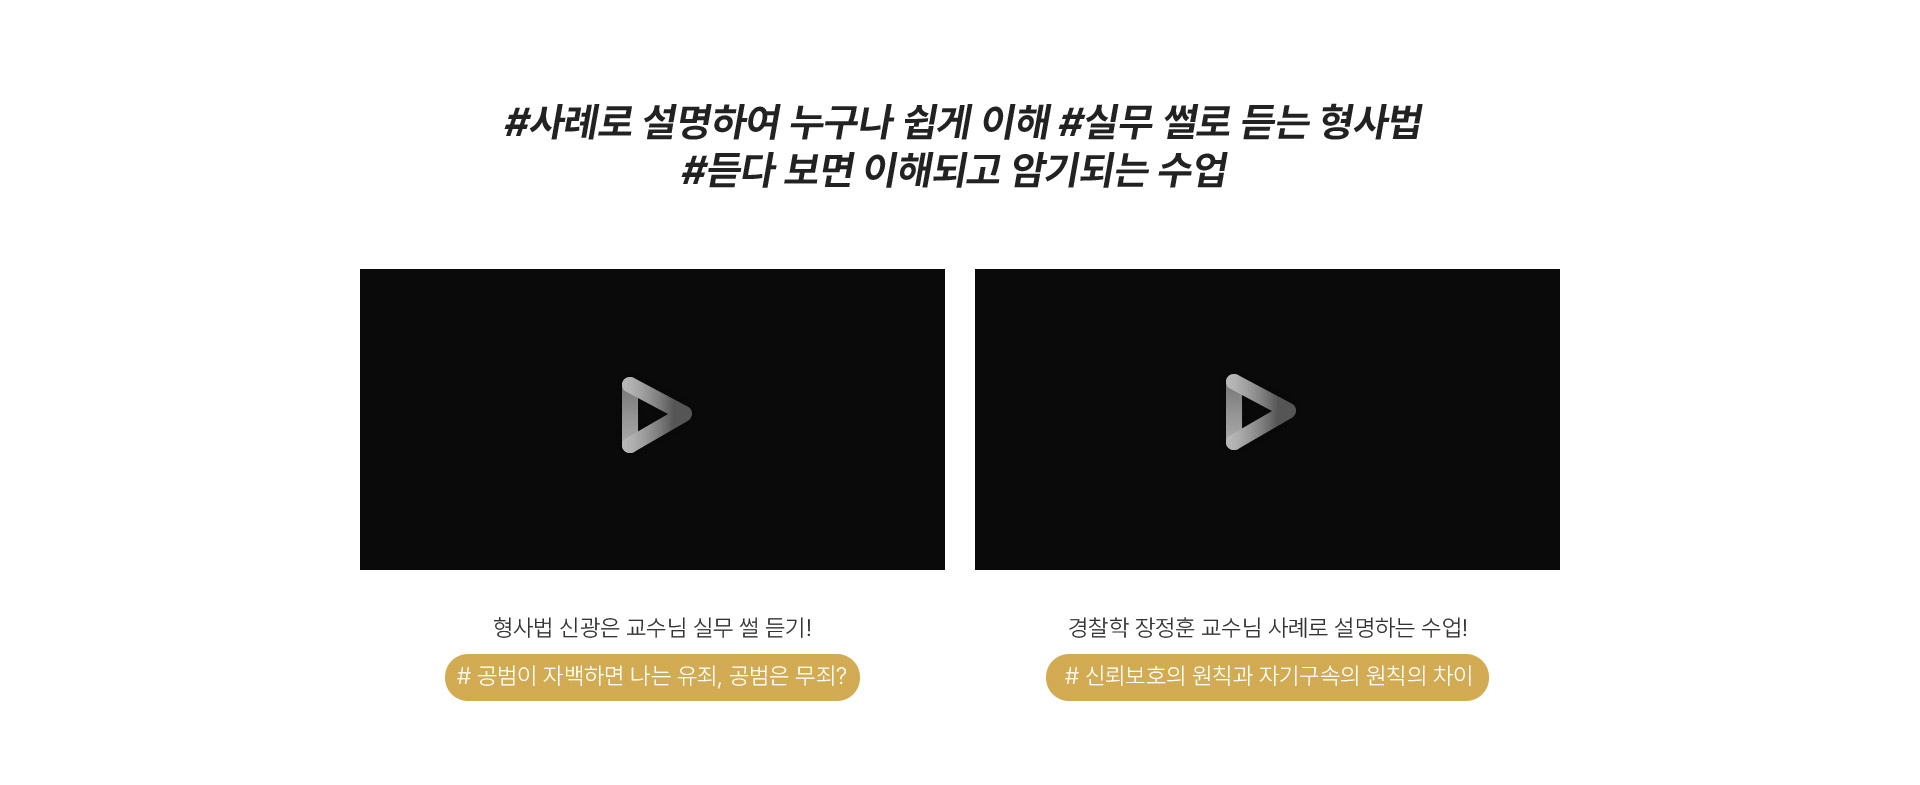 #사례로 설명하여 누구나 쉽게 이해 #실무 썰로 듣는 형사법
#듣다 보면 이해되고 암기되는 수업
형사법 신광은 교수님 실무 썰 듣기!
# 공범이 자백하면 나는 유죄, 공범은 무죄?
경찰학 장정훈 교수님 사례로 설명하는 수업!
# 신뢰보호의 원칙과 자기구속의 원칙의 차이